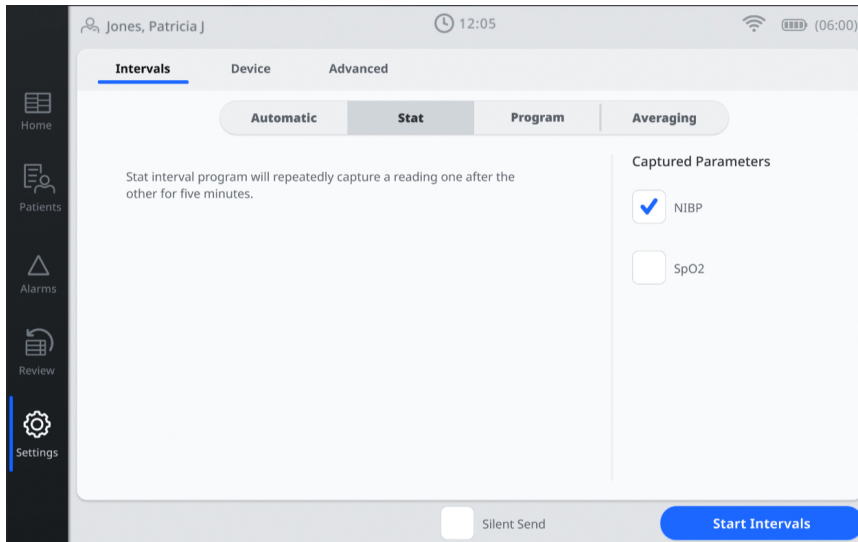 Jones, Patricia J
12:05
(06:00)
Intervals
Device
Advanced
Home
Patients
Alarms
Review
Settings
Automatic
Stat
Program
Averaging
Stat interval program will repeatedly capture a reading one after the
other for five minutes.
Captured Parameters
NIBP
SpO2
Silent Send
Start Intervals